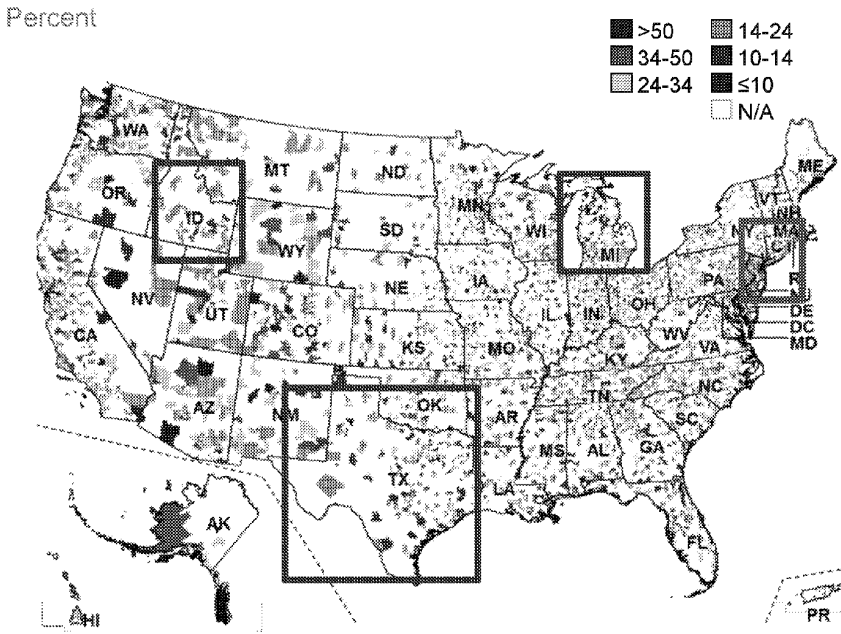 Percent
>50 14-24
34-50 10-14
24-34 ≤10
N/A
WA
MT
ND
ME
OR
ID
MN
VT
NH
SD
WI
NY
MA
WY
MI
CT
IA
PA
R
NE
NV
UT
OH
NJ
IL
IN
DE
CA
CO
WV
DC
KS
MO
VA
MD
KY
NC
TN
AZ
NM
OK
AR
SC
MS
AL
GA
TX
LA
AK
FL
HI
PR